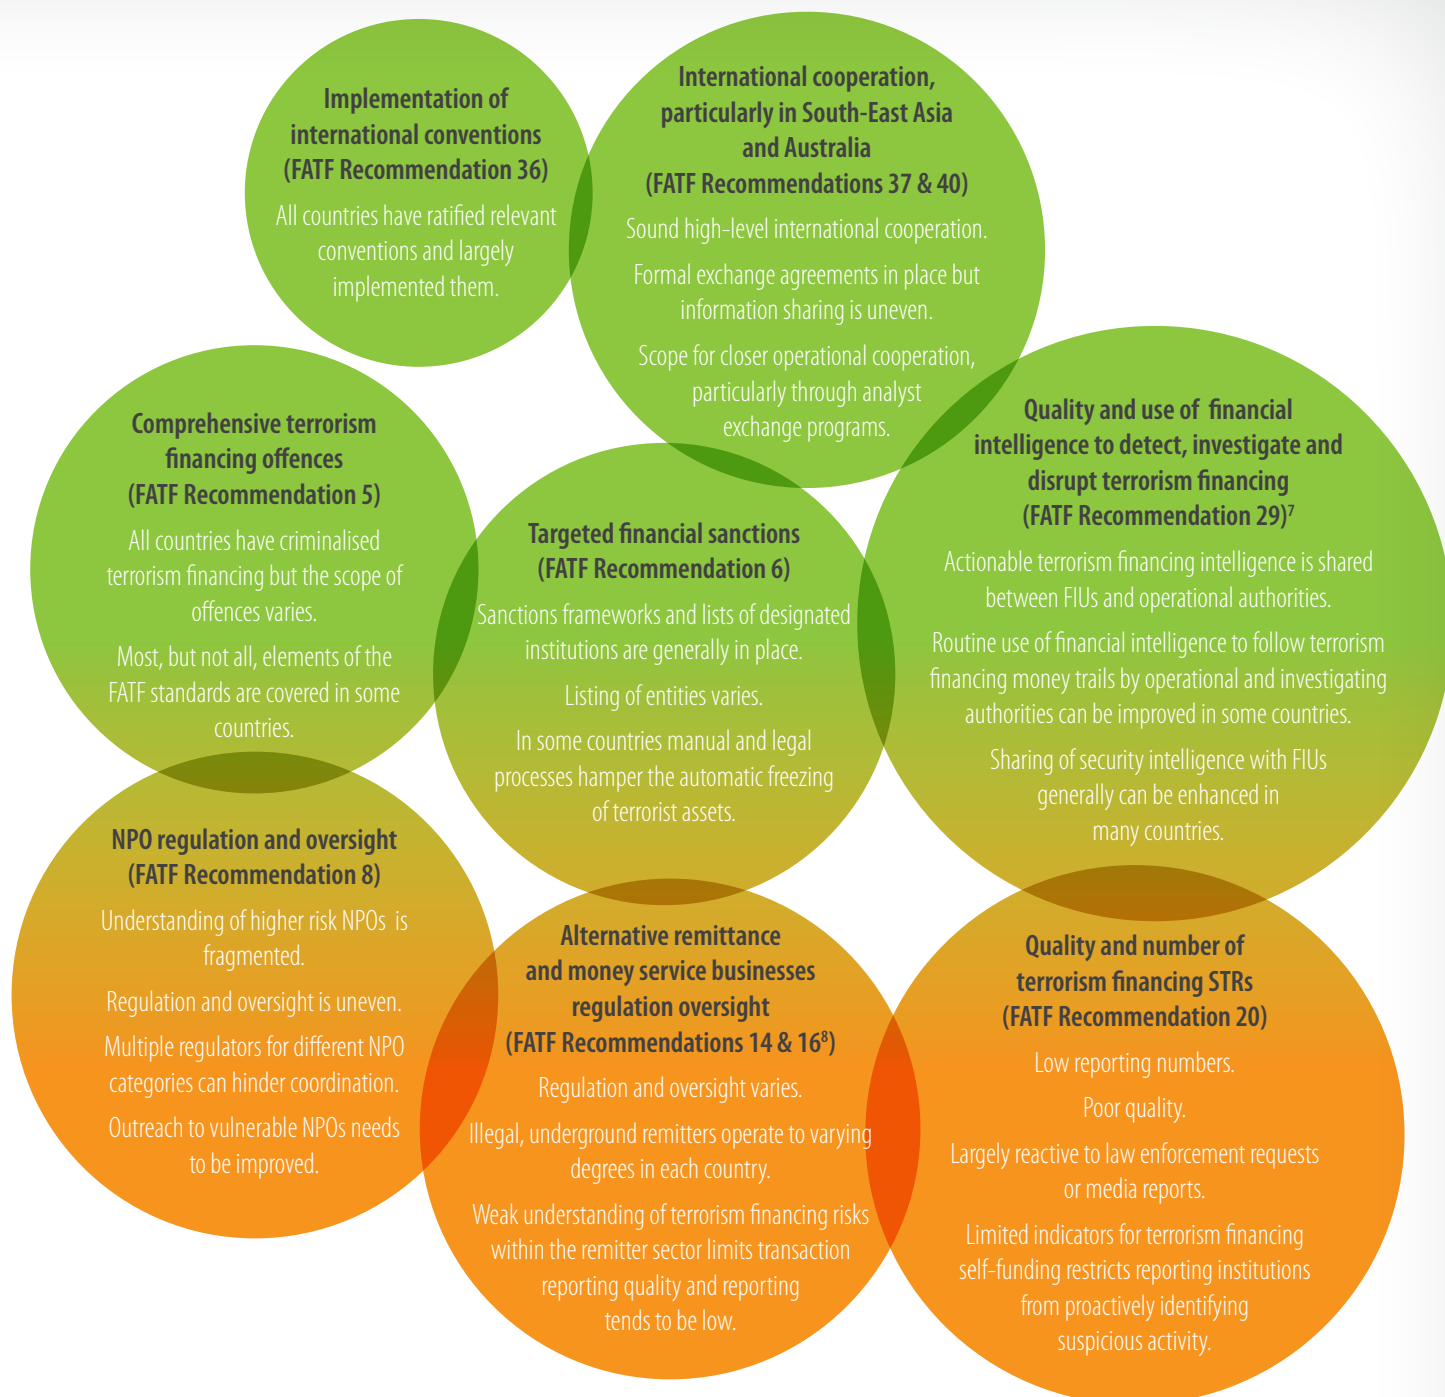 Implementation of
international conventions
(FATF Recommendation 36)
All countries have ratified relevant
conventions and largely
implemented them.
International cooperation,
particularly in South-East Asia
and Australia
(FATF Recommendations 37 & 40)
Sound high-level international cooperation.
Formal exchange agreements in place but
information sharing is uneven.
Scope for closer operational cooperation,
particularly through analyst
exchange programs.
Comprehensive terrorism
financing offences
(FATF Recommendation 5)
All countries have criminalised
terrorism financing but the scope of
offences varies.
Most, but not all, elements of the
FATF standards are covered in some
countries.
Targeted financial sanctions
(FATF Recommendation 6)
Sanctions frameworks and lists of designated
institutions are generally in place.
Listing of entities varies.
In some countries manual and legal
processes hamper the automatic freezing
of terrorist assets.
Quality and use of financial
intelligence to detect, investigate and
disrupt terrorism financing
(FATF Recommendation 29)⁷
Actionable terrorism financing intelligence is shared
between FIUs and operational authorities.
Routine use of financial intelligence to follow terrorism
financing money trails by operational and investigating
authorities can be improved in some countries.
Sharing of security intelligence with FIUs
generally can be enhanced in
many countries.
NPO regulation and oversight
(FATF Recommendation 8)
Understanding of higher risk NPOs is
fragmented.
Regulation and oversight is uneven.
Multiple regulators for different NPO
categories can hinder coordination.
Outreach to vulnerable NPOs needs
to be improved.
Alternative remittance
and money service businesses
regulation oversight
(FATF Recommendations 14 & 16⁸)
Regulation and oversight varies.
Illegal, underground remitters operate to varying
degrees in each country.
Weak understanding of terrorism financing risks
within the remitter sector limits transaction
reporting quality and reporting
tends to be low.
Quality and number of
terrorism financing STRs
(FATF Recommendation 20)
Low reporting numbers.
Poor quality.
Largely reactive to law enforcement requests
or media reports.
Limited indicators for terrorism financing
self-funding restricts reporting institutions
from proactively identifying
suspicious activity.